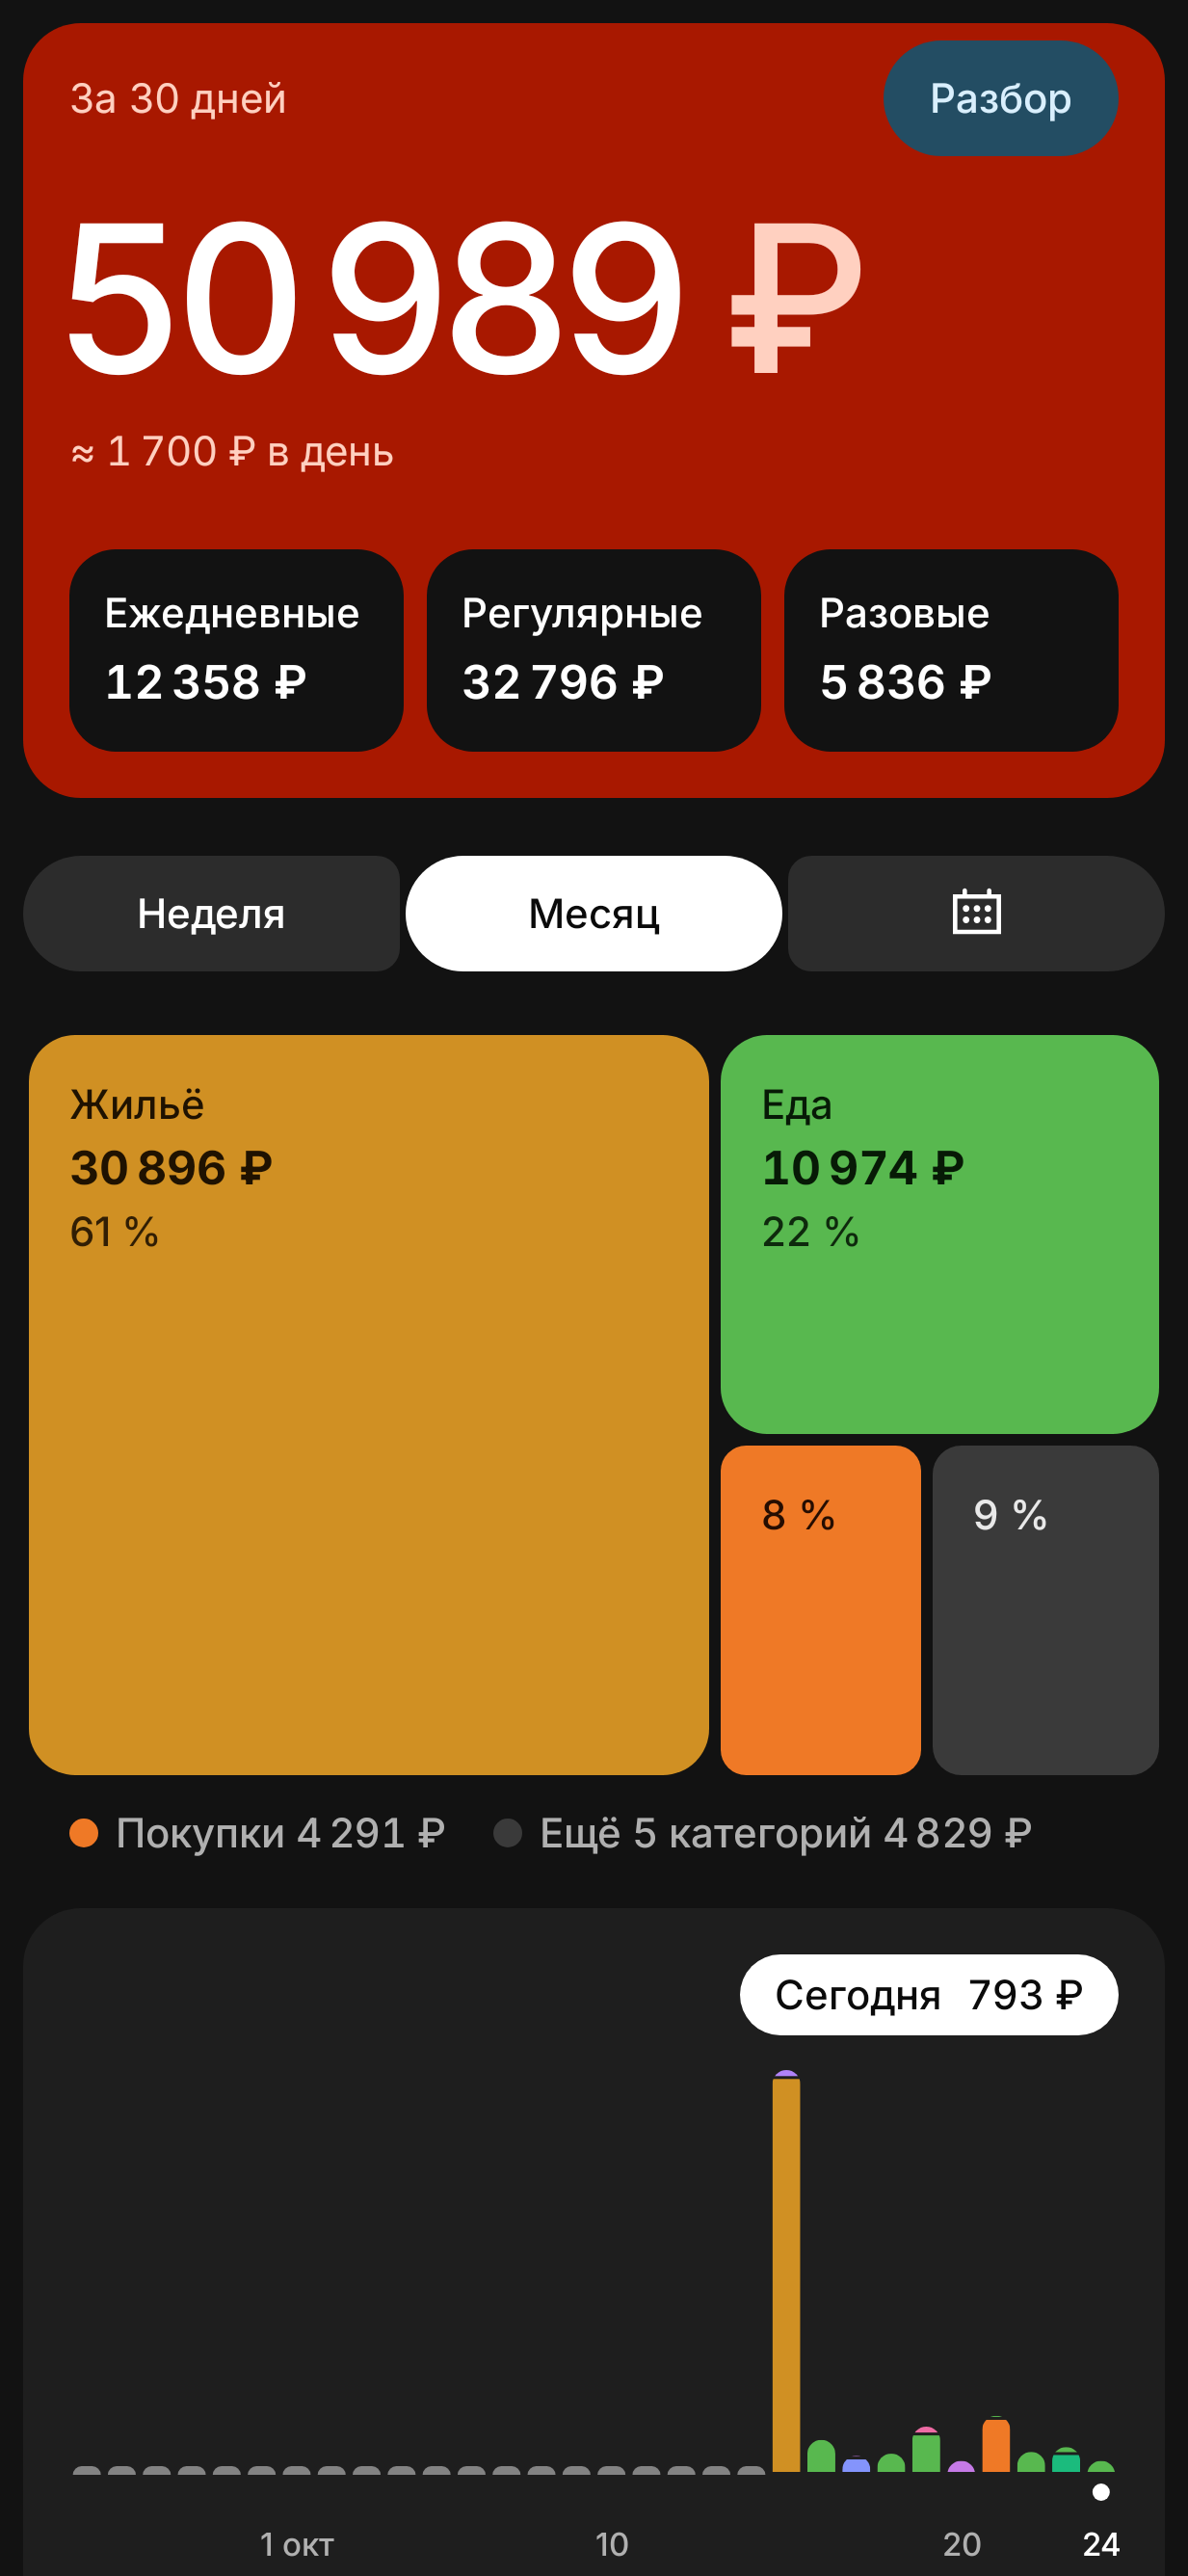 За 30 дней
Разбор
50 989 ₽
≈ 1 700 ₽ в день
Ежедневные
12 358 ₽
Регулярные
32 796 ₽
Разовые
5 836 ₽
Неделя
Месяц
Жильё
30 896 ₽
61 %
Еда
10 974 ₽
22 %
8 %
9 %
Покупки 4 291 ₽
Ещё 5 категорий 4 829 ₽
Сегодня 793 ₽
1 окт
10
20
24